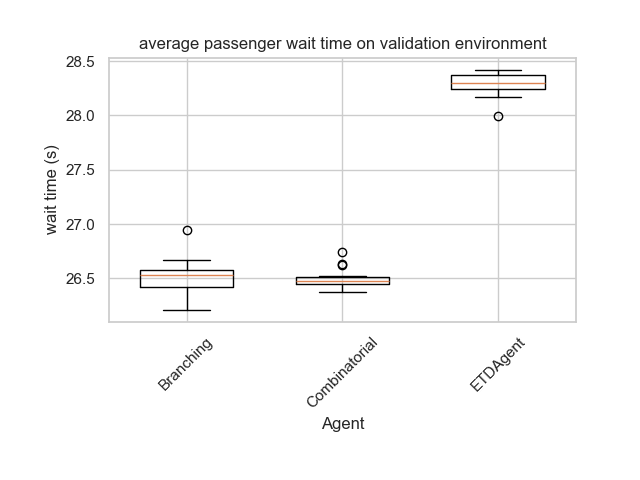 average passenger wait time on validation environment
28.5
28.0
27.5
27.0
26.5
wait time (s)
Branching
Combinatorial
ETDAgent
Agent